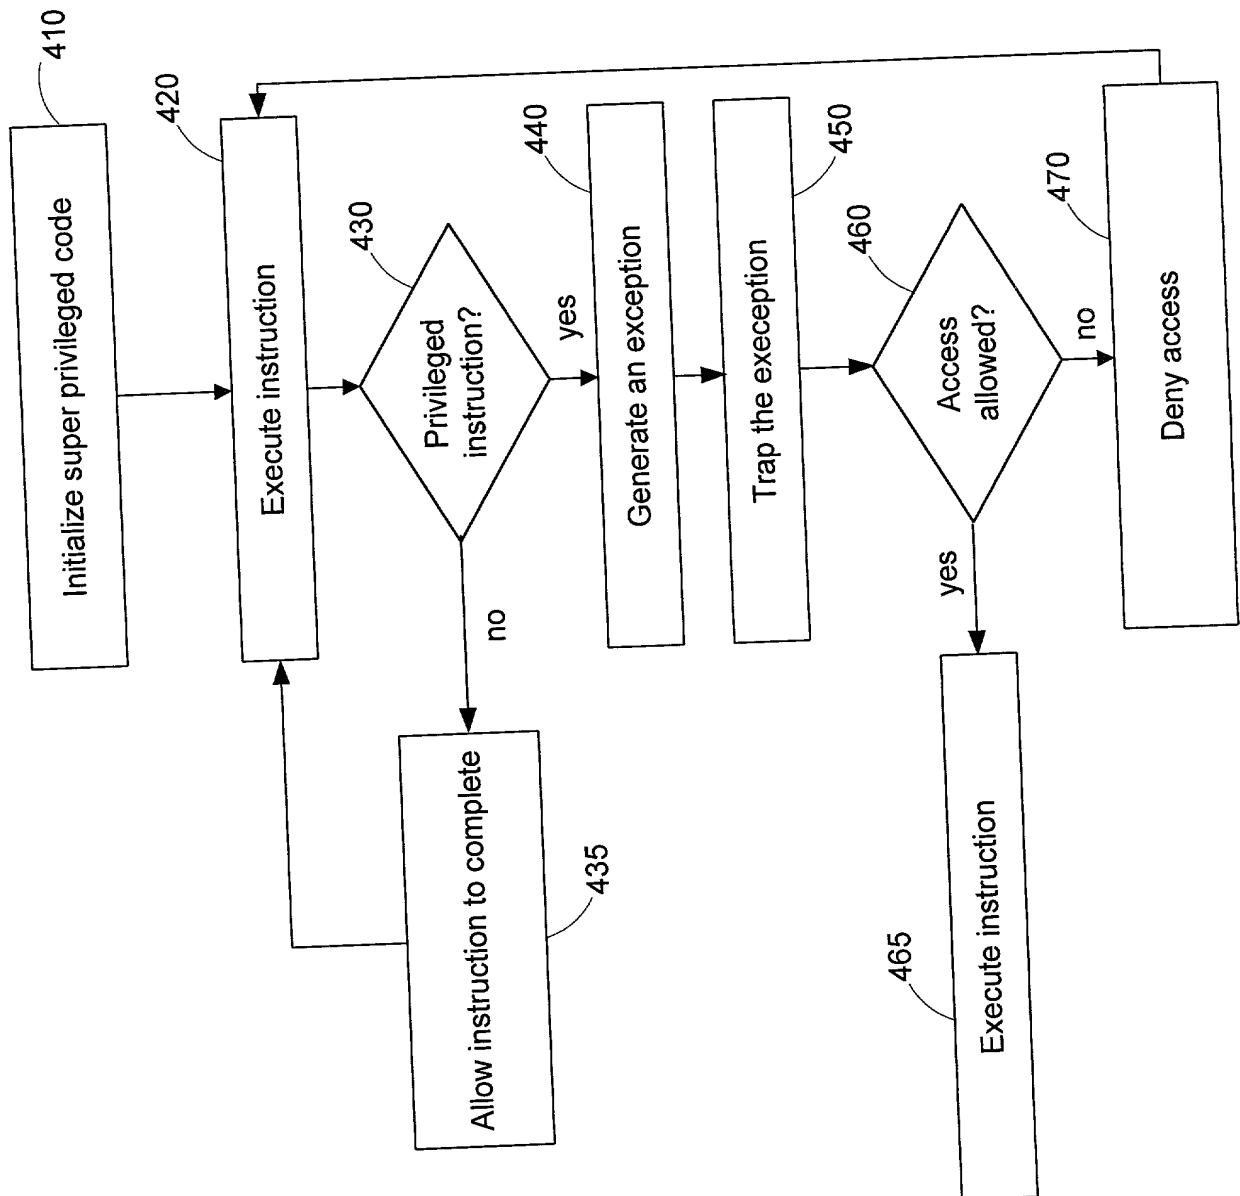 410
Initialize super privileged code
420
Execute instruction
430
Privileged
instruction?
no
yes
Allow instruction to complete
435
440
Generate an exception
450
Trap the exeception
460
Access
allowed?
yes
no
465
Execute instruction
470
Deny access